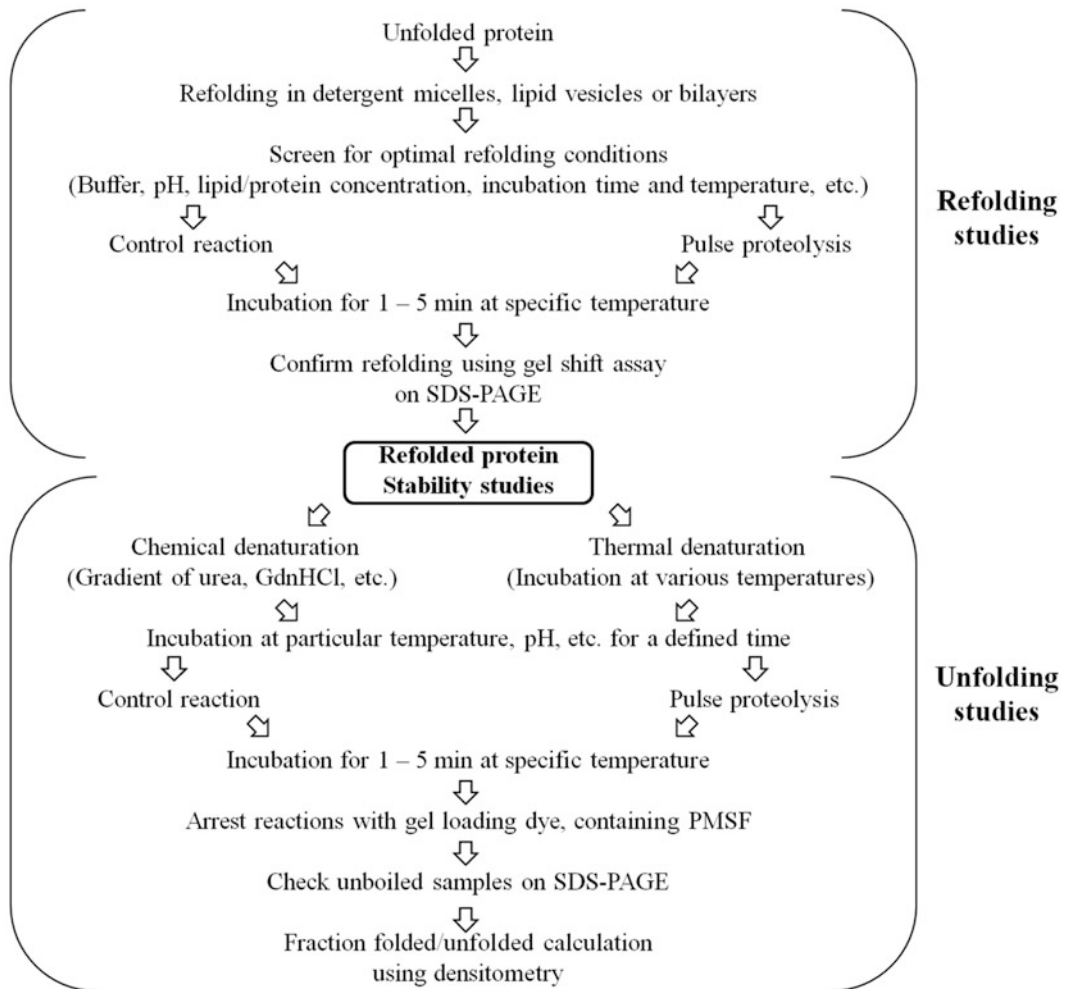 Unfolded protein
Refolding in detergent micelles, lipid vesicles or bilayers
Screen for optimal refolding conditions
(Buffer, pH, lipid/protein concentration, incubation time and temperature, etc.)
Control reaction
Pulse proteolysis
Incubation for 1 – 5 min at specific temperature
Confirm refolding using gel shift assay
on SDS-PAGE
Refolding
studies
Refolded protein
Stability studies
Chemical denaturation
(Gradient of urea, GdnHCl, etc.)
Thermal denaturation
(Incubation at various temperatures)
Incubation at particular temperature, pH, etc. for a defined time
Control reaction
Pulse proteolysis
Incubation for 1 – 5 min at specific temperature
Arrest reactions with gel loading dye, containing PMSF
Check unboiled samples on SDS-PAGE
Fraction folded/unfolded calculation
using densitometry
Unfolding
studies